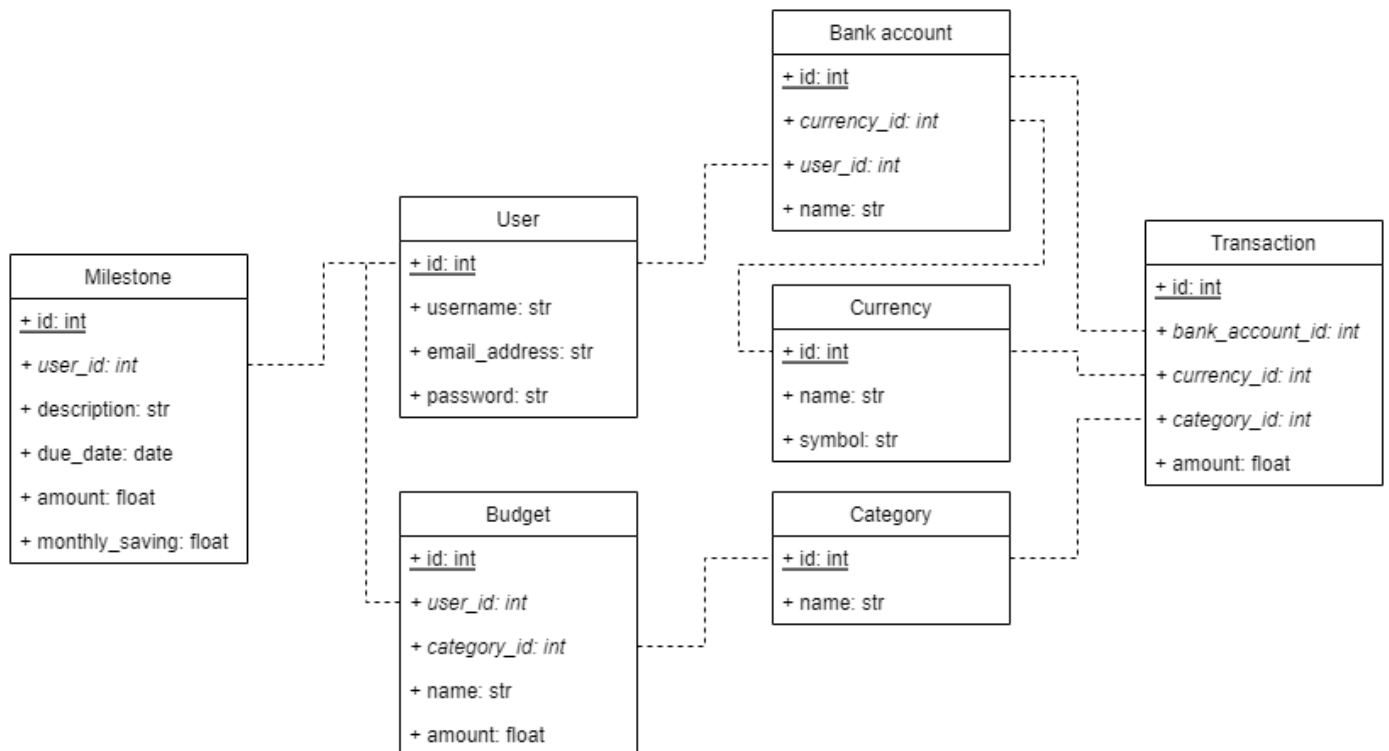 Bank account
+ id: int
+ currency_id: int
+ user_id: int
+ name: str
User
+ id: int
+ username: str
+ email_address: str
+ password: str
Milestone
+ id: int
+ user_id: int
+ description: str
+ due_date: date
+ amount: float
+ monthly_saving: float
Currency
+ id: int
+ name: str
+ symbol: str
Transaction
+ id: int
+ bank_account_id: int
+ currency_id: int
+ category_id: int
+ amount: float
Budget
+ id: int
+ user_id: int
+ category_id: int
+ name: str
+ amount: float
Category
+ id: int
+ name: str